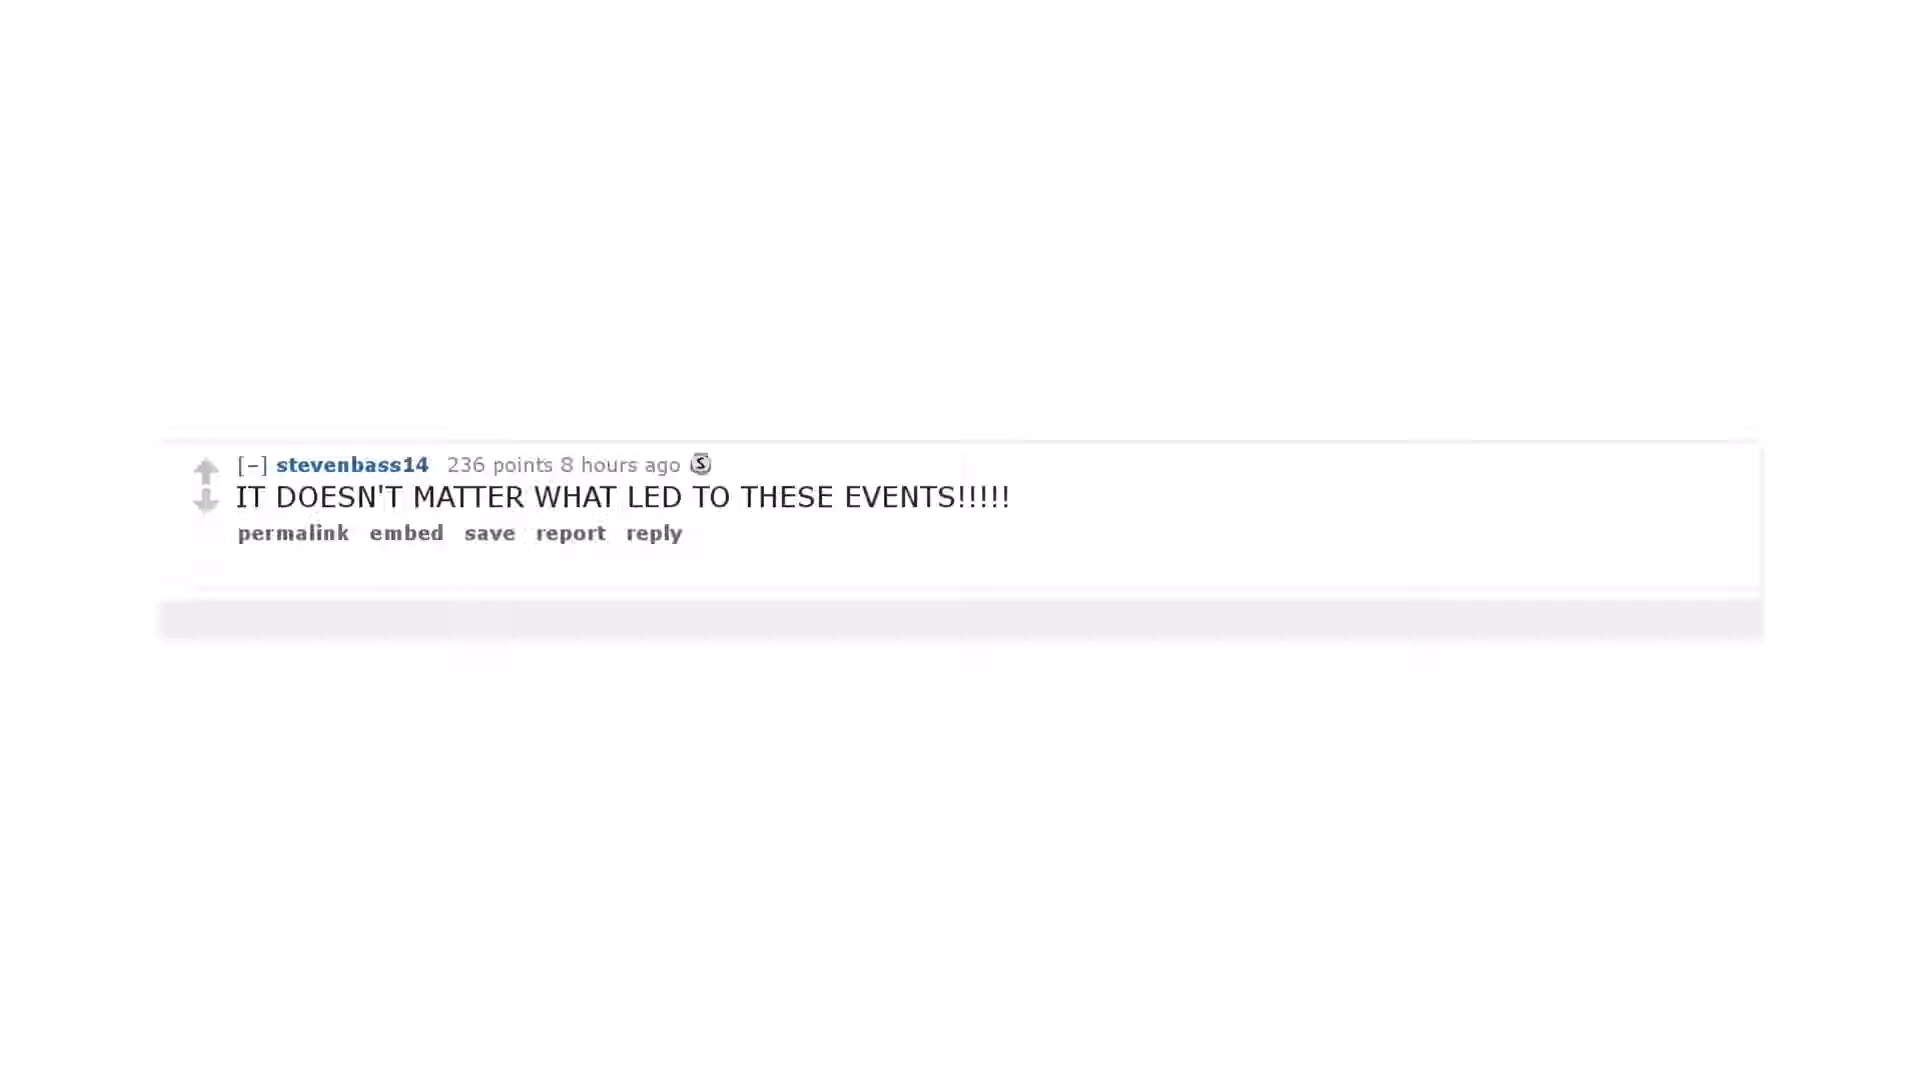 [–] stevenbass14 236 points 8 hours ago S
IT DOESN'T MATTER WHAT LED TO THESE EVENTS!!!!!
permalink embed save report reply